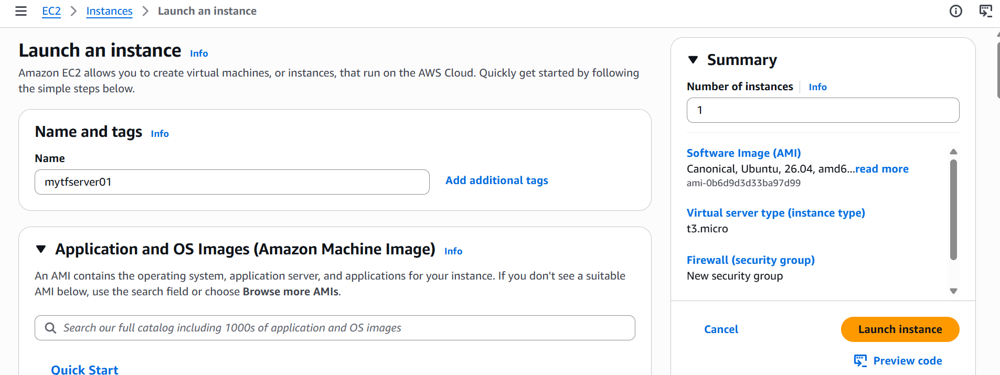 EC2 > Instances > Launch an instance
Launch an instance Info
Amazon EC2 allows you to create virtual machines, or instances, that run on the AWS Cloud. Quickly get started by following
the simple steps below.
Name and tags Info
Name
mytfserver01
Add additional tags
Application and OS Images (Amazon Machine Image) Info
An AMI contains the operating system, application server, and applications for your instance. If you don't see a suitable
AMI below, use the search field or choose Browse more AMIs.
Search our full catalog including 1000s of application and OS images
Quick Start
Summary
Number of instances Info
1
Software Image (AMI)
Canonical, Ubuntu, 26.04, amd6...read more
ami-0b6d9d3d33ba97d99
Virtual server type (instance type)
t3.micro
Firewall (security group)
New security group
Cancel
Launch instance
Preview code